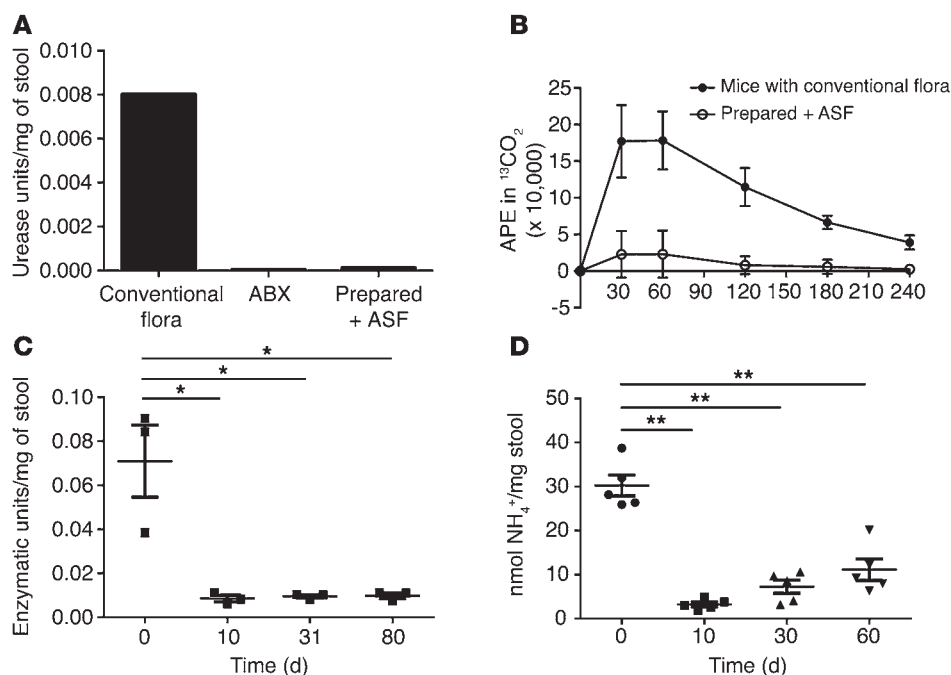 A
Urease units/mg of stool
0.010
0.008
0.006
0.004
0.002
0.000
Conventional flora
ABX
Prepared + ASF
B
APE in ¹³CO₂ (x 10,000)
25
20
15
10
5
0
-5
30 60 90 120 150 180 210 240
Mice with conventional flora
Prepared + ASF
C
Enzymatic units/mg of stool
0.10
0.08
0.06
0.04
0.02
0.00
*
*
*
0 10 31 80
Time (d)
D
nmol NH₄⁺/mg stool
50
40
30
20
10
0
**
**
**
0 10 30 60
Time (d)